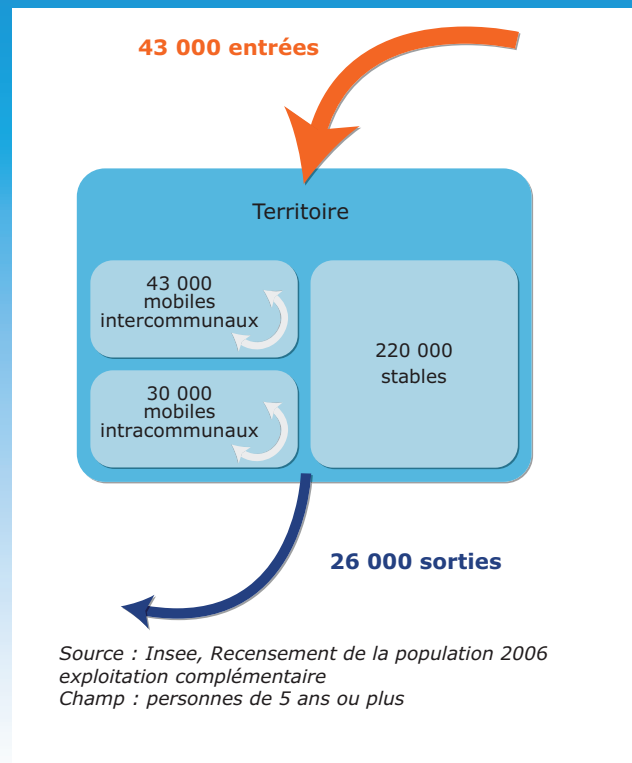 43 000 entrées
Territoire
43 000
mobiles
intercommunaux
30 000
mobiles
intracommunaux
220 000
stables
26 000 sorties
Source : Insee, Recensement de la population 2006
exploitation complémentaire
Champ : personnes de 5 ans ou plus